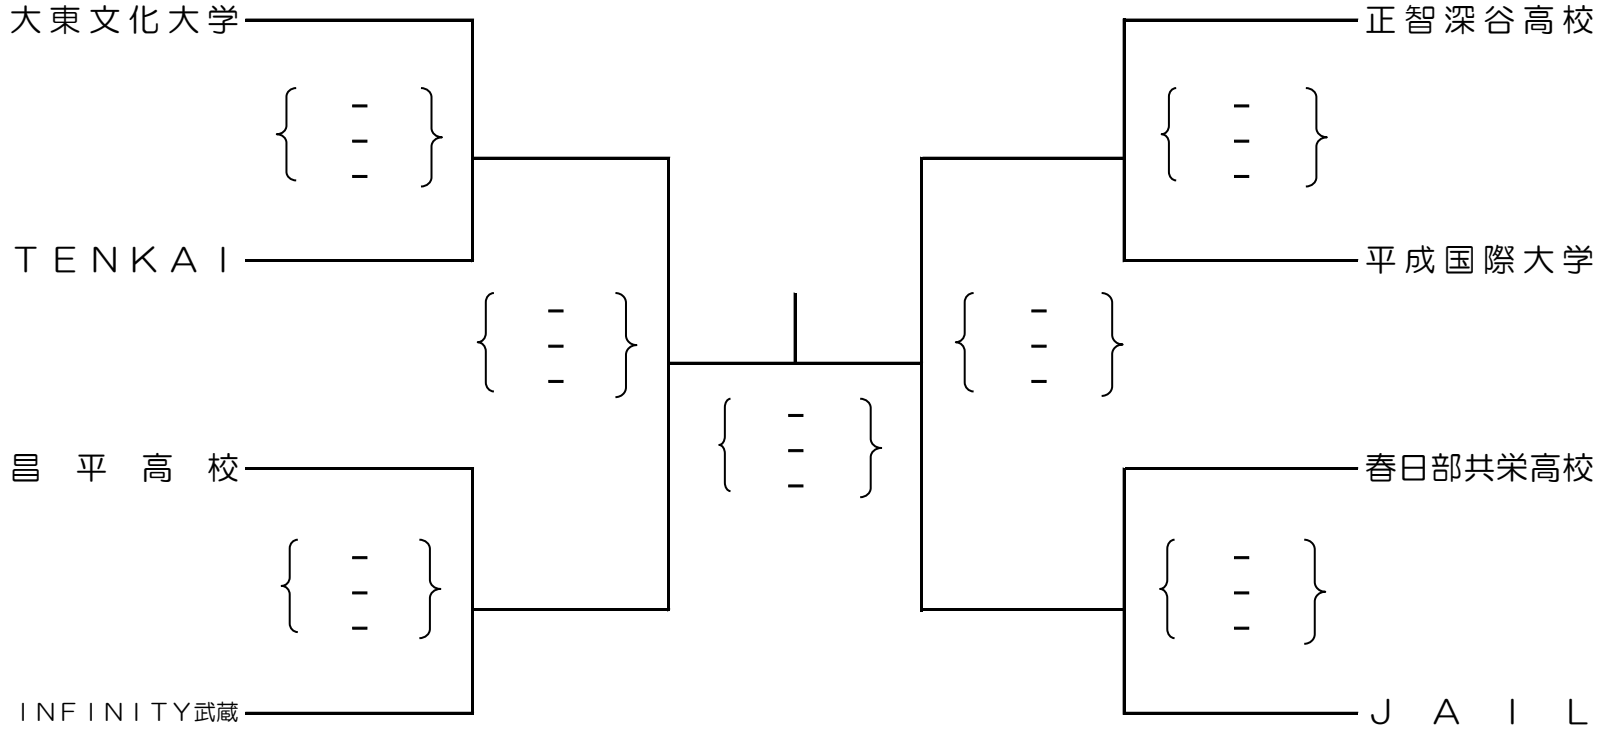 大東文化大学
正智深谷高校
{ － }
{ － }
－
－
－
－
ＴＥＮＫＡＩ
平成国際大学
{ － }
{ － }
－
－
－
－
{ － }
－
－
昌平高校
春日部共栄高校
{ － }
{ － }
－
－
－
－
ＩＮＦＩＮＩＴＹ武蔵
ＪＡＩＬ